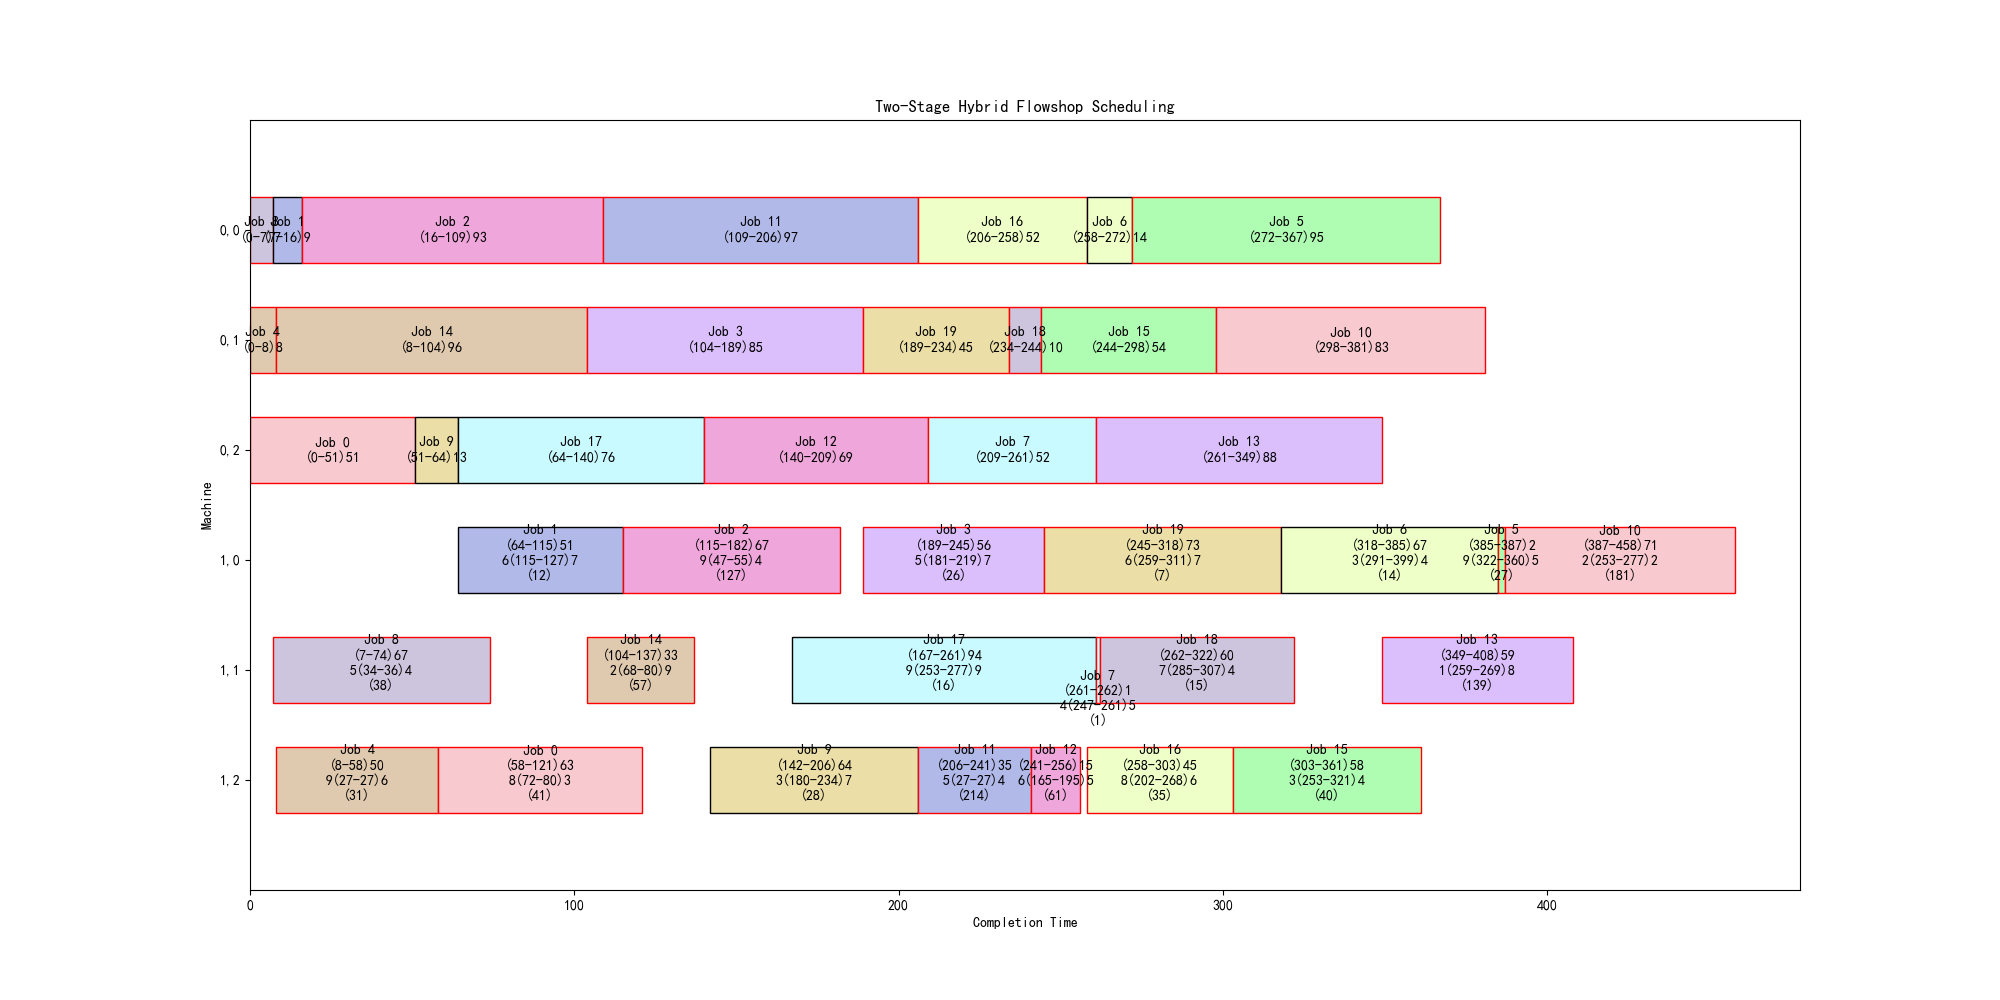 Two-Stage Hybrid Flowshop Scheduling
Machine
0,0
Job 8
(0-7)7
Job 1
(7-16)9
Job 2
(16-109)93
Job 11
(109-206)97
Job 16
(206-258)52
Job 6
(258-272)14
Job 5
(272-367)95
0,1
Job 4
(0-8)8
Job 14
(8-104)96
Job 3
(104-189)85
Job 19
(189-234)45
Job 18
(234-244)10
Job 15
(244-298)54
Job 10
(298-381)83
0,2
Job 0
(0-51)51
Job 9
(51-64)13
Job 17
(64-140)76
Job 12
(140-209)69
Job 7
(209-261)52
Job 13
(261-349)88
1,0
Job 1
(64-115)51
6(115-127)7
(12)
Job 2
(115-182)67
9(47-55)4
(127)
Job 3
(189-245)56
5(181-219)7
(26)
Job 19
(245-318)73
6(259-311)7
(7)
Job 6
(318-385)67
3(291-399)4
(14)
Job 5
(385-387)2
9(322-360)5
(27)
Job 10
(387-458)71
2(253-277)2
(181)
1,1
Job 8
(7-74)67
5(34-36)4
(38)
Job 14
(104-137)33
2(68-80)9
(57)
Job 17
(167-261)94
9(253-277)9
(16)
Job 7
(261-262)1
4(247-261)5
(1)
Job 18
(262-322)60
7(285-307)4
(15)
Job 13
(349-408)59
1(259-269)8
(139)
1,2
Job 4
(8-58)50
9(27-27)6
(31)
Job 0
(58-121)63
8(72-80)3
(41)
Job 9
(142-206)64
3(180-234)7
(28)
Job 11
(206-241)35
5(27-27)4
(214)
Job 12
(241-256)15
6(165-195)5
(61)
Job 16
(258-303)45
8(202-268)6
(35)
Job 15
(303-361)58
3(253-321)4
(40)
0
100
200
300
400
Completion Time